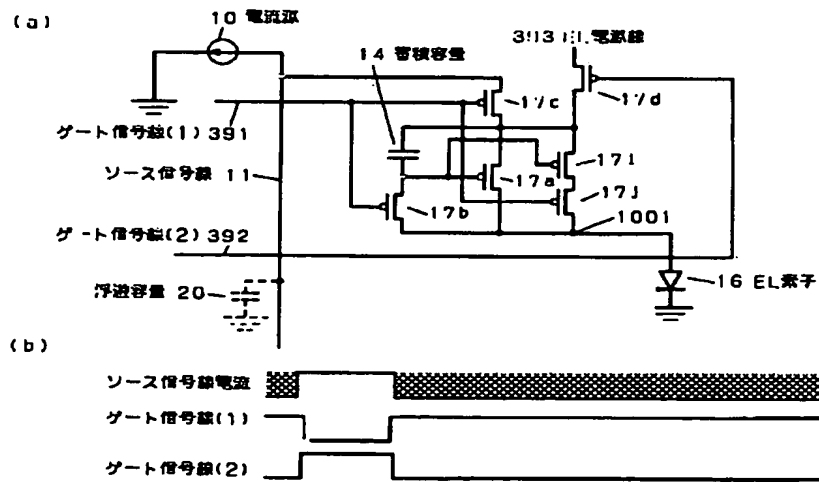 (a)
10 電流源
14 蓄積容量
電源線
17c
17d
ゲート信号線(1) 391
ソース信号線 11
17a
17i
17j
17b
1001
ゲート信号線(2) 392
浮遊容量 20
16 EL素子
(b)
ソース信号線電流
ゲート信号線(1)
ゲート信号線(2)